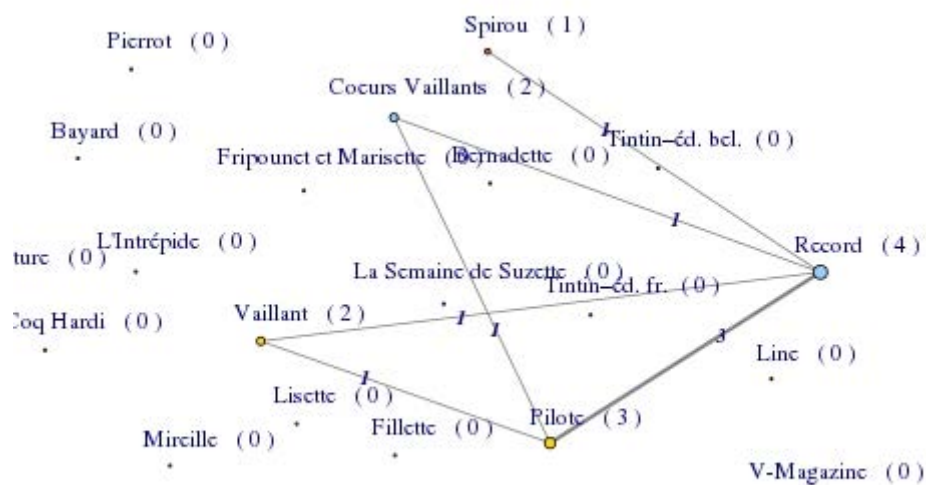 Spirou ( 1 )
Pierrot ( 0 )
Coeurs Vaillants ( 2 )
Bayard ( 0 )
1
Tintin–éd. bel. ( 0 )
Fripounet et Marisette ( 0 )
Bernadette ( 0 )
1
L'Intrépide ( 0 )
Record ( 4 )
ture ( 0 )
La Semaine de Suzette ( 0 )
Tintin–éd. fr. ( 0 )
Vaillant ( 2 )
1
Coq Hardi ( 0 )
1
3
Line ( 0 )
1
Lisette ( 0 )
Pilote ( 3 )
Fillette ( 0 )
Mireille ( 0 )
V-Magazine ( 0 )